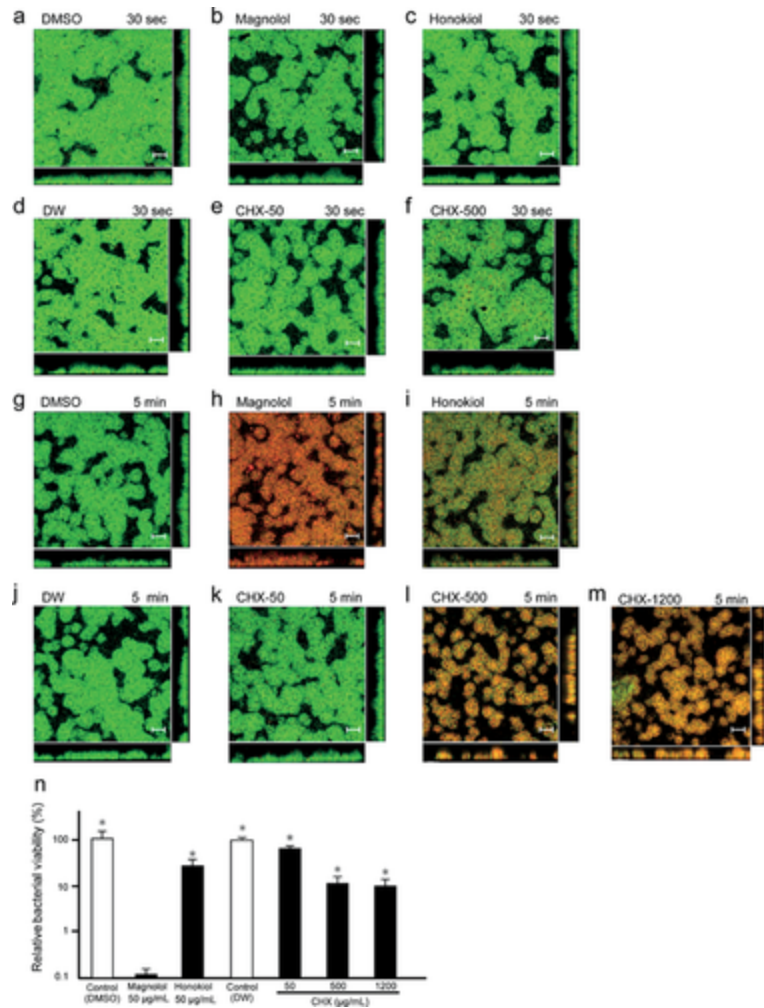 a DMSO 30 sec b Magnolol 30 sec c Honokiol 30 sec
d DW 30 sec e CHX-50 30 sec f CHX-500 30 sec
g DMSO 5 min h Magnolol 5 min i Honokiol 5 min
j DW 5 min k CHX-50 5 min l CHX-500 5 min m CHX-1200 5 min
n
Relative bacterial viability (%)
100
10
1
0.1
* * * * * *
Control Magnolol Honokiol Control 50 500 1200
(DMSO) 50 µg/mL 50 µg/mL (DW) CHX (µg/mL)